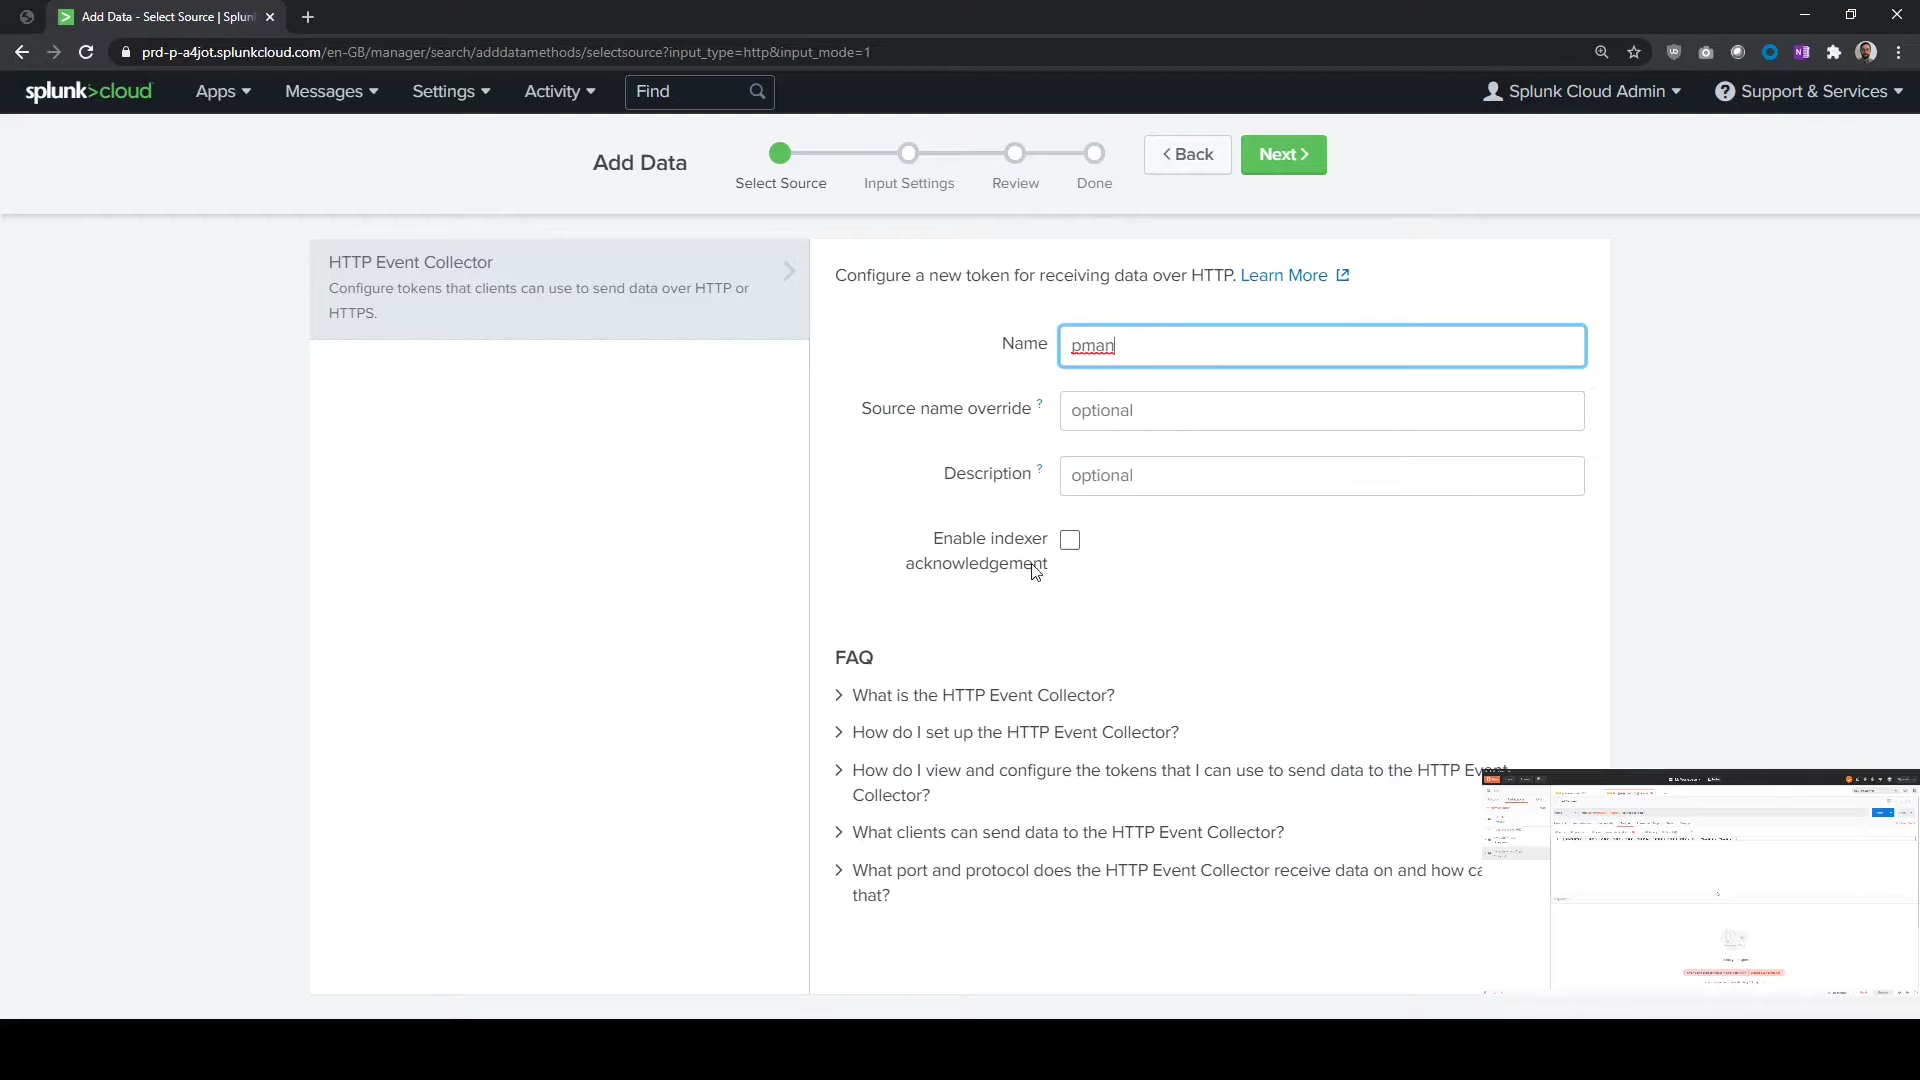 Add Data - Select Source | Splun
prd-p-a4jot.splunkcloud.com/en-GB/manager/search/adddatamethods/selectsource?input_type=http&input_mode=1
splunk>cloud
Apps
Messages
Settings
Activity
Find
Splunk Cloud Admin
Support & Services
Add Data
Select Source
Input Settings
Review
Done
< Back
Next >
HTTP Event Collector
Configure tokens that clients can use to send data over HTTP or
HTTPS.
Configure a new token for receiving data over HTTP. Learn More
Name
pman
Source name override ?
optional
Description ?
optional
Enable indexer
acknowledgement
FAQ
> What is the HTTP Event Collector?
> How do I set up the HTTP Event Collector?
> How do I view and configure the tokens that I can use to send data to the HTTP Event
Collector?
> What clients can send data to the HTTP Event Collector?
> What port and protocol does the HTTP Event Collector receive data on and how ca
that?